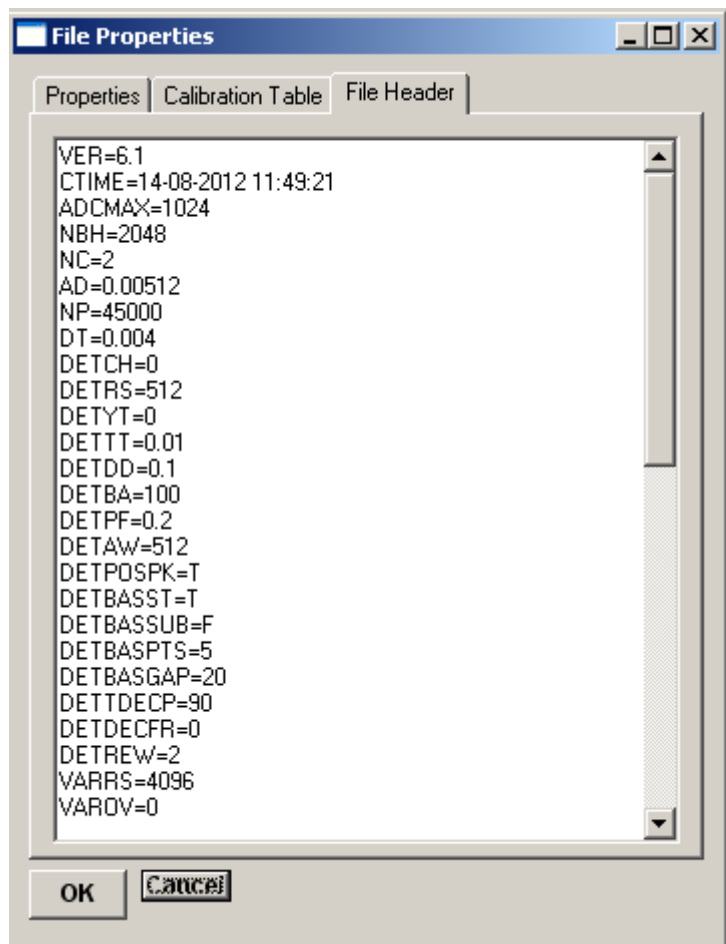 File Properties
Properties
Calibration Table
File Header
VER=6.1
CTIME=14-08-2012 11:49:21
ADCMAX=1024
NBH=2048
NC=2
AD=0.00512
NP=45000
DT=0.004
DETCH=0
DETRS=512
DETYT=0
DETTT=0.01
DETDD=0.1
DETBA=100
DETPF=0.2
DETAW=512
DETPOSPK=T
DETBASST=T
DETBASSUB=F
DETBASPTS=5
DETBASGAP=20
DETTDECP=90
DETDECFR=0
DETREW=2
VARRS=4096
VAROV=0
OK
Cancel